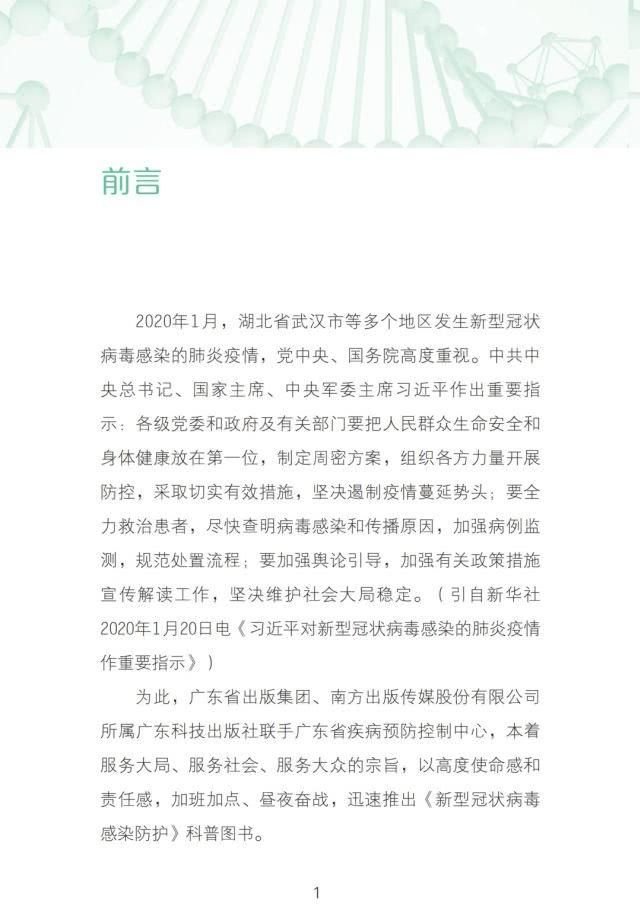 前言
2020年1月，湖北省武汉市等多个地区发生新型冠状
病毒感染的肺炎疫情，党中央、国务院高度重视。中共中
央总书记、国家主席、中央军委主席习近平作出重要指
示：各级党委和政府及有关部门要把人民群众生命安全和
身体健康放在第一位，制定周密方案，组织各方力量开展
防控，采取切实有效措施，坚决遏制疫情蔓延势头；要全
力救治患者，尽快查明病毒感染和传播原因，加强病例监
测，规范处置流程；要加强舆论引导，加强有关政策措施
宣传解读工作，坚决维护社会大局稳定。（引自新华社
2020年1月20日电《习近平对新型冠状病毒感染的肺炎疫情
作重要指示》）
为此，广东省出版集团、南方出版传媒股份有限公司
所属广东科技出版社联手广东省疾病预防控制中心，本着
服务大局、服务社会、服务大众的宗旨，以高度使命感和
责任感，加班加点、昼夜奋战，迅速推出《新型冠状病毒
感染防护》科普图书。
1